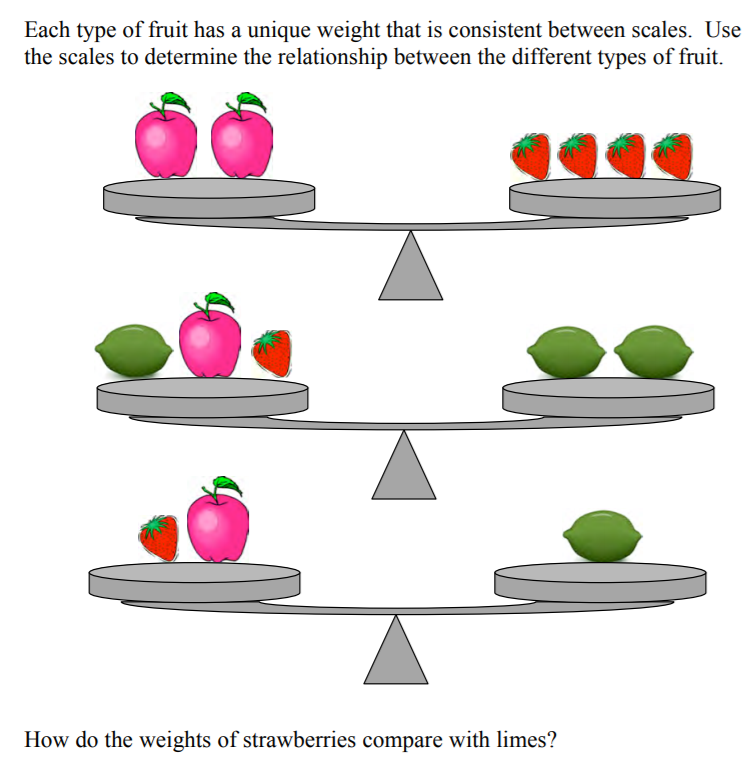 Each type of fruit has a unique weight that is consistent between scales.  Use
the scales to determine the relationship between the different types of fruit.
How do the weights of strawberries compare with limes?